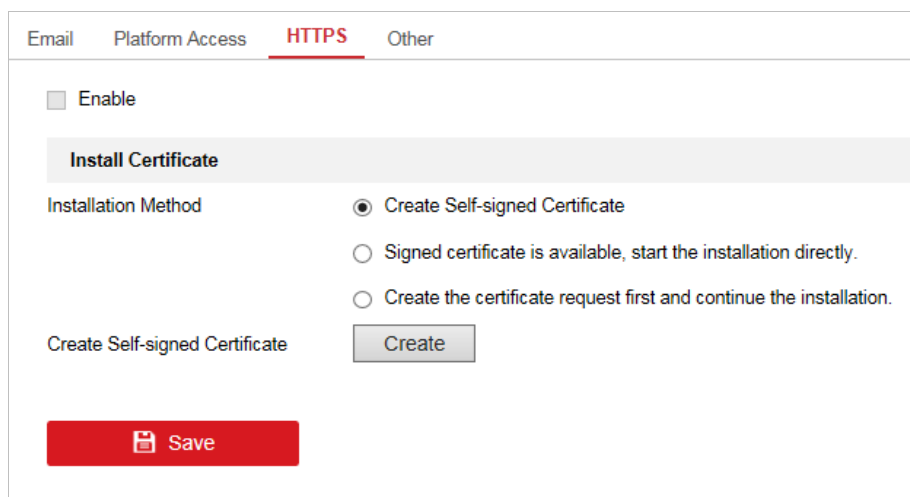 Email Platform Access HTTPS Other
Enable
Install Certificate
Installation Method Create Self-signed Certificate
Signed certificate is available, start the installation directly.
Create the certificate request first and continue the installation.
Create Self-signed Certificate Create
Save